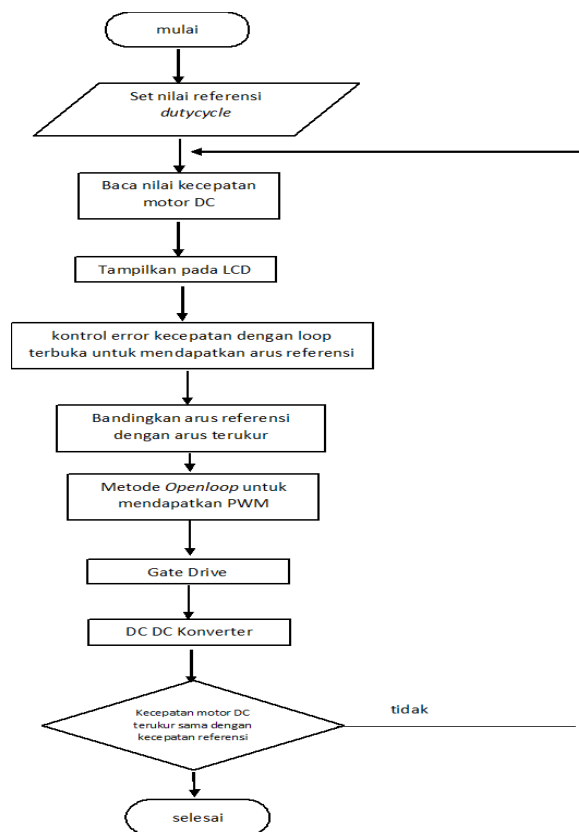 mulai
Set nilai referensi
dutycycle
Baca nilai kecepatan
motor DC
Tampilkan pada LCD
kontrol error kecepatan dengan loop
terbuka untuk mendapatkan arus referensi
Bandingkan arus referensi
dengan arus terukur
Metode Openloop untuk
mendapatkan PWM
Gate Drive
DC DC Konverter
Kecepatan motor DC
terukur sama dengan
kecepatan referensi
tidak
selesai